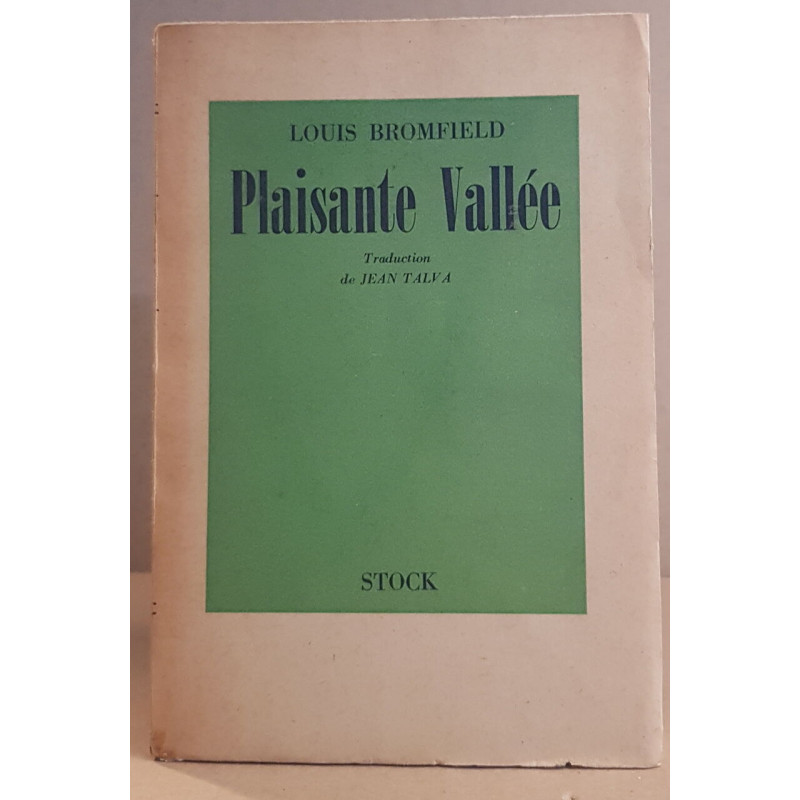 LOUIS BROMFIELD
Plaisante Vallée
Traduction
de JEAN TALVA
STOCK